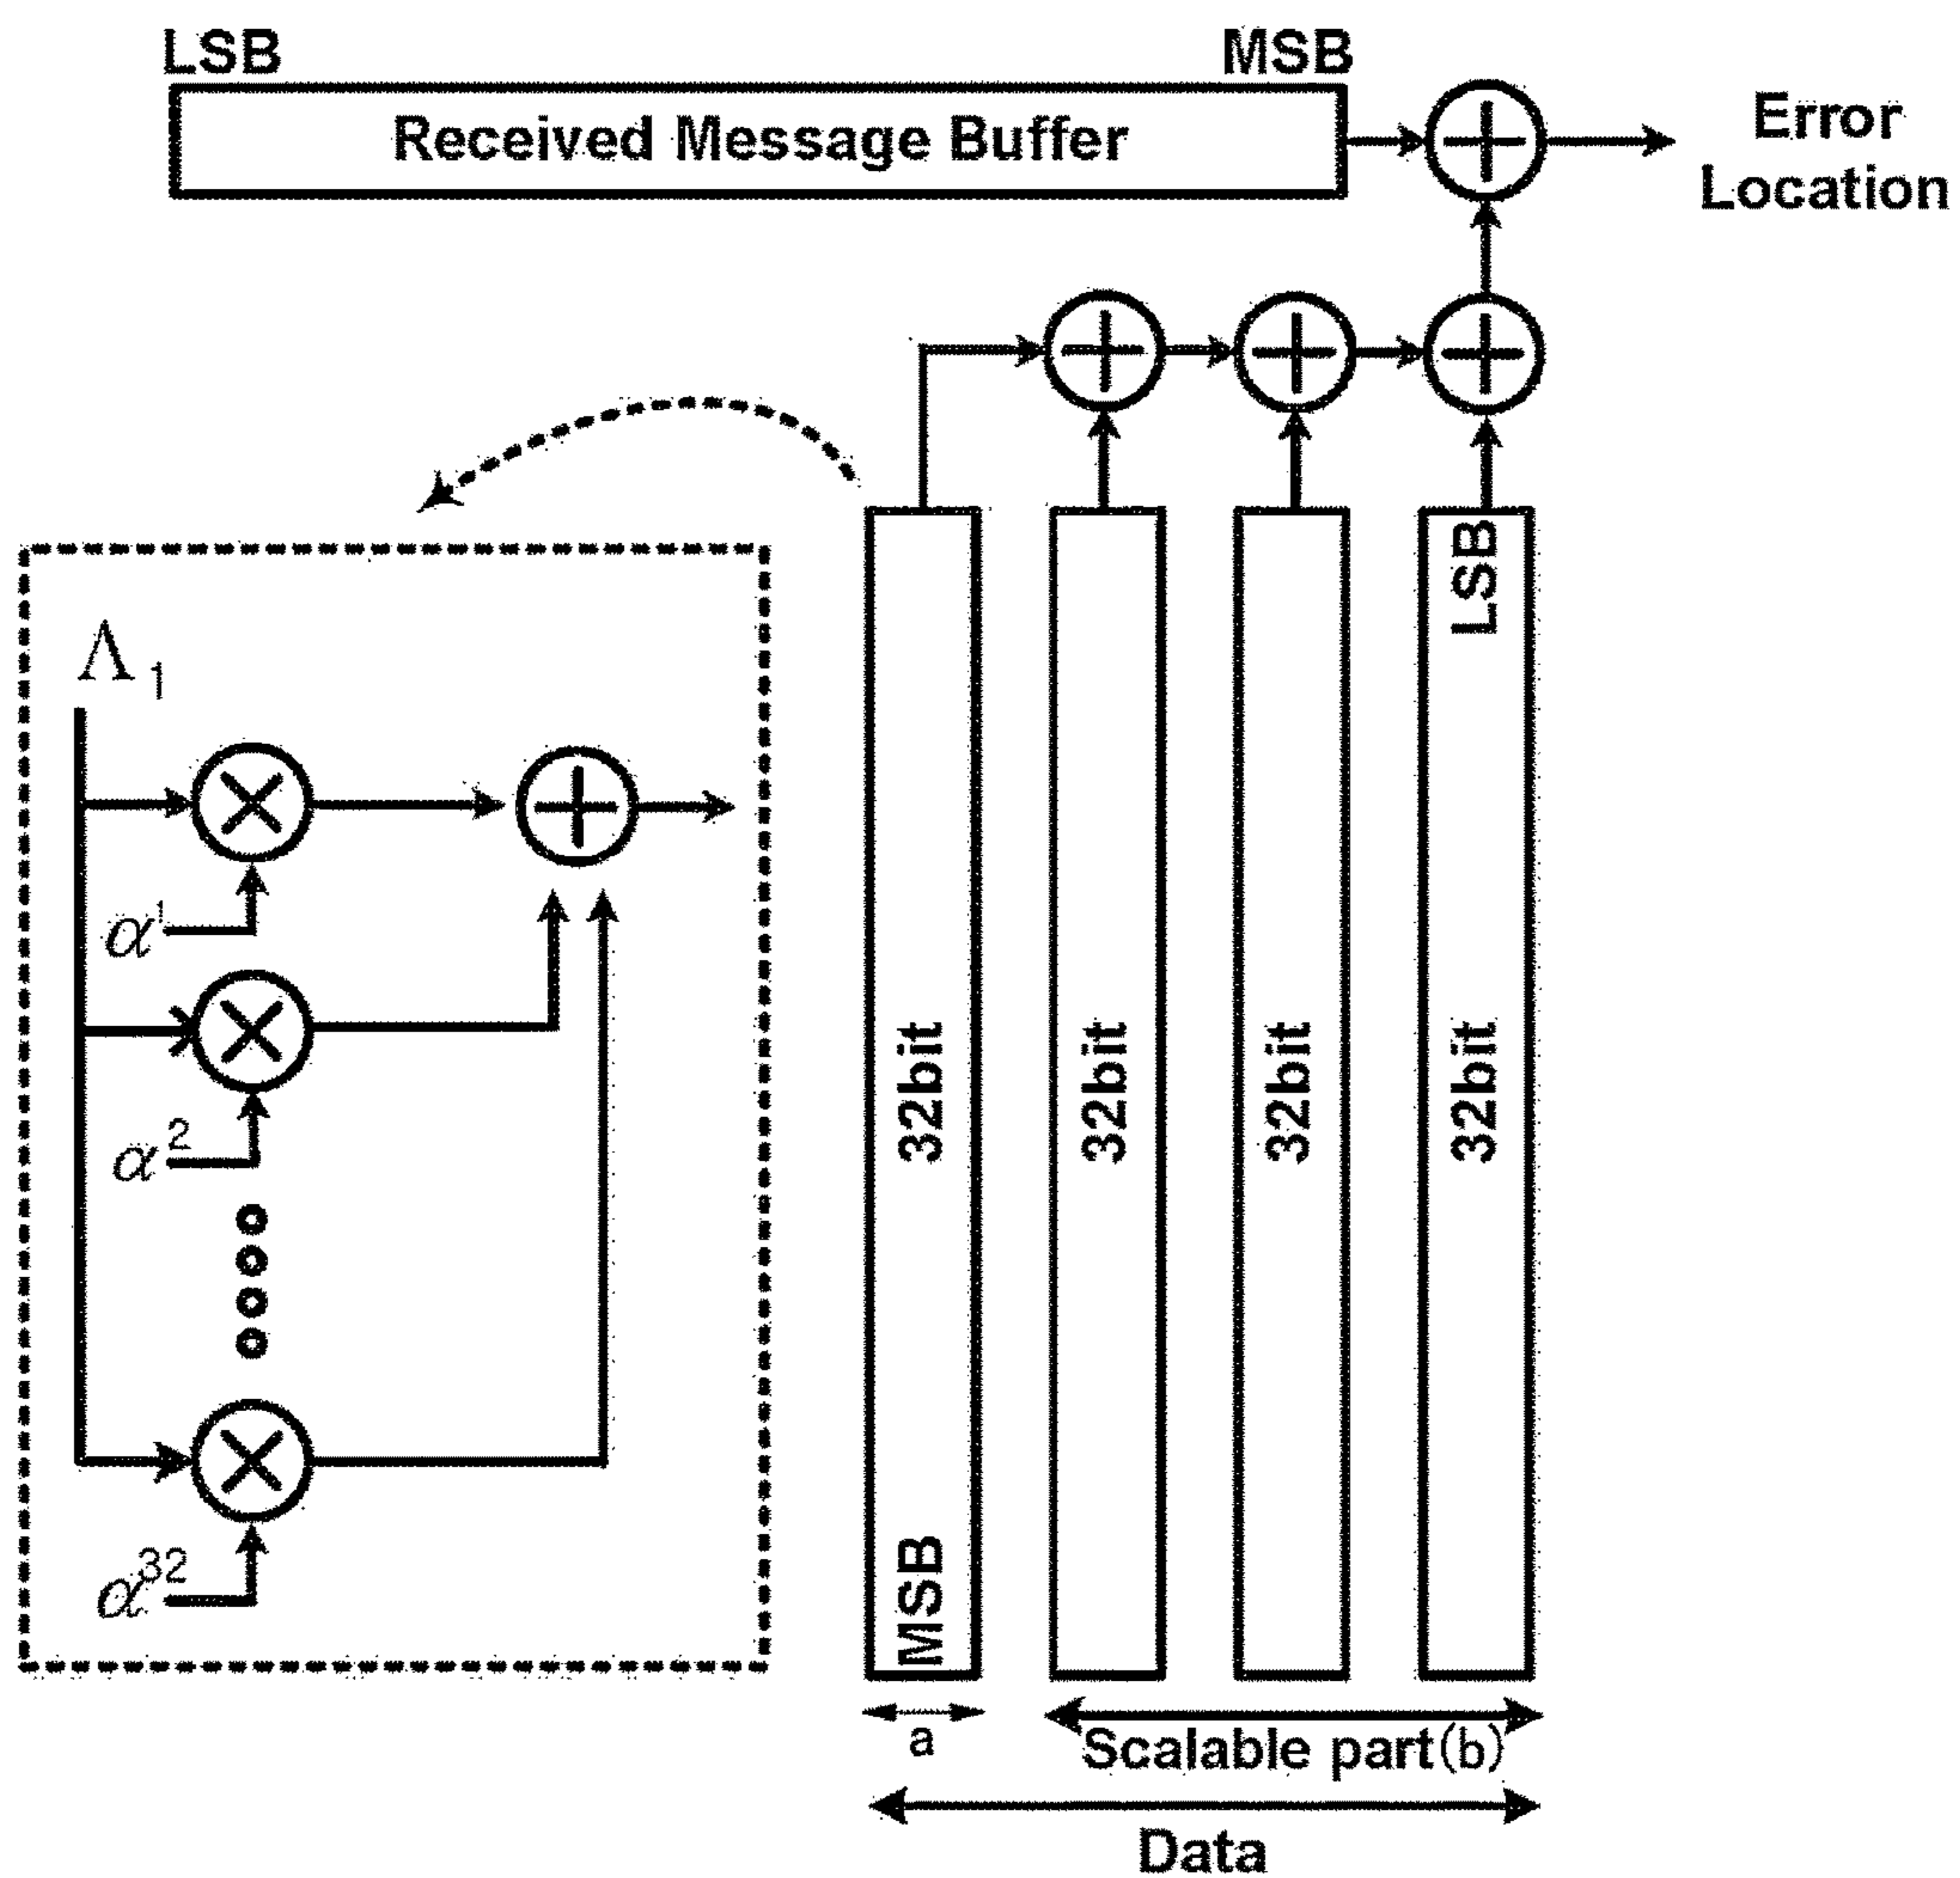 LSB
MSB
Received Message Buffer
Error
Location
LSB
Λ1
α1
α2
α32
32bit
32bit
32bit
32bit
MSB
a
Scalable part(b)
Data